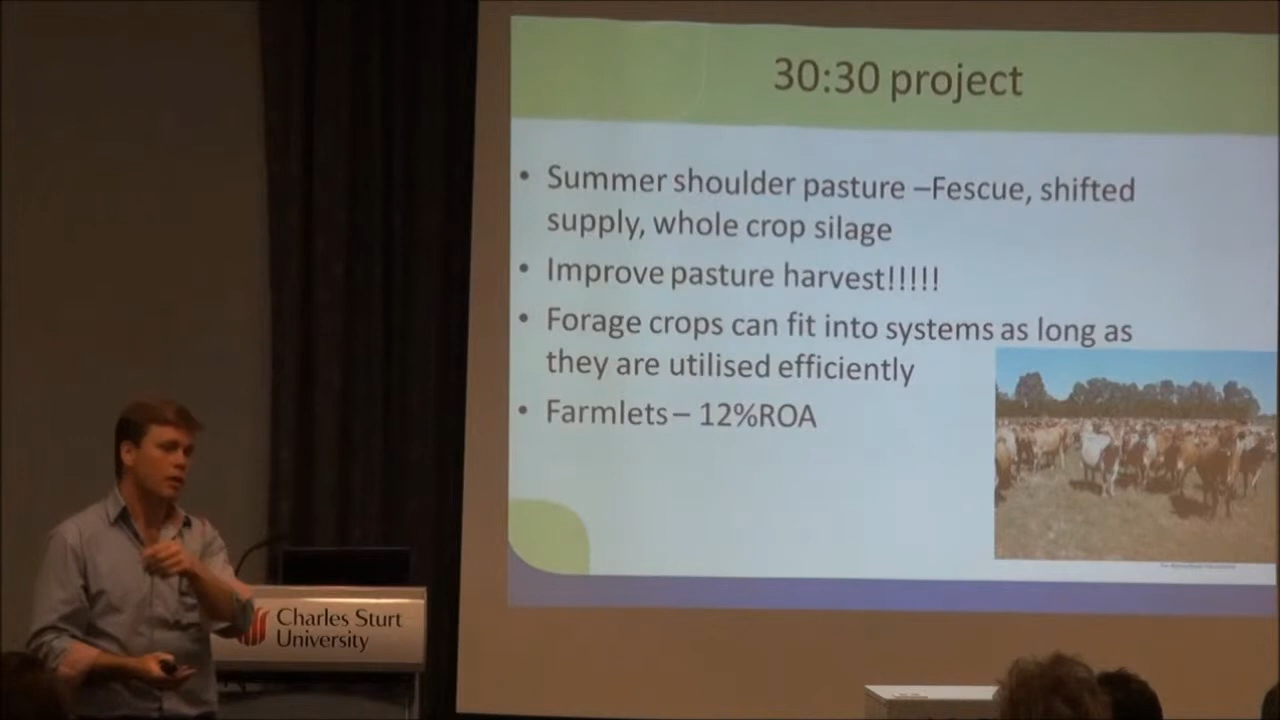 30:30 project
• Summer shoulder pasture –Fescue, shifted
supply, whole crop silage
• Improve pasture harvest!!!!!
• Forage crops can fit into systems as long as
they are utilised efficiently
• Farmlets – 12%ROA
Charles Sturt
University